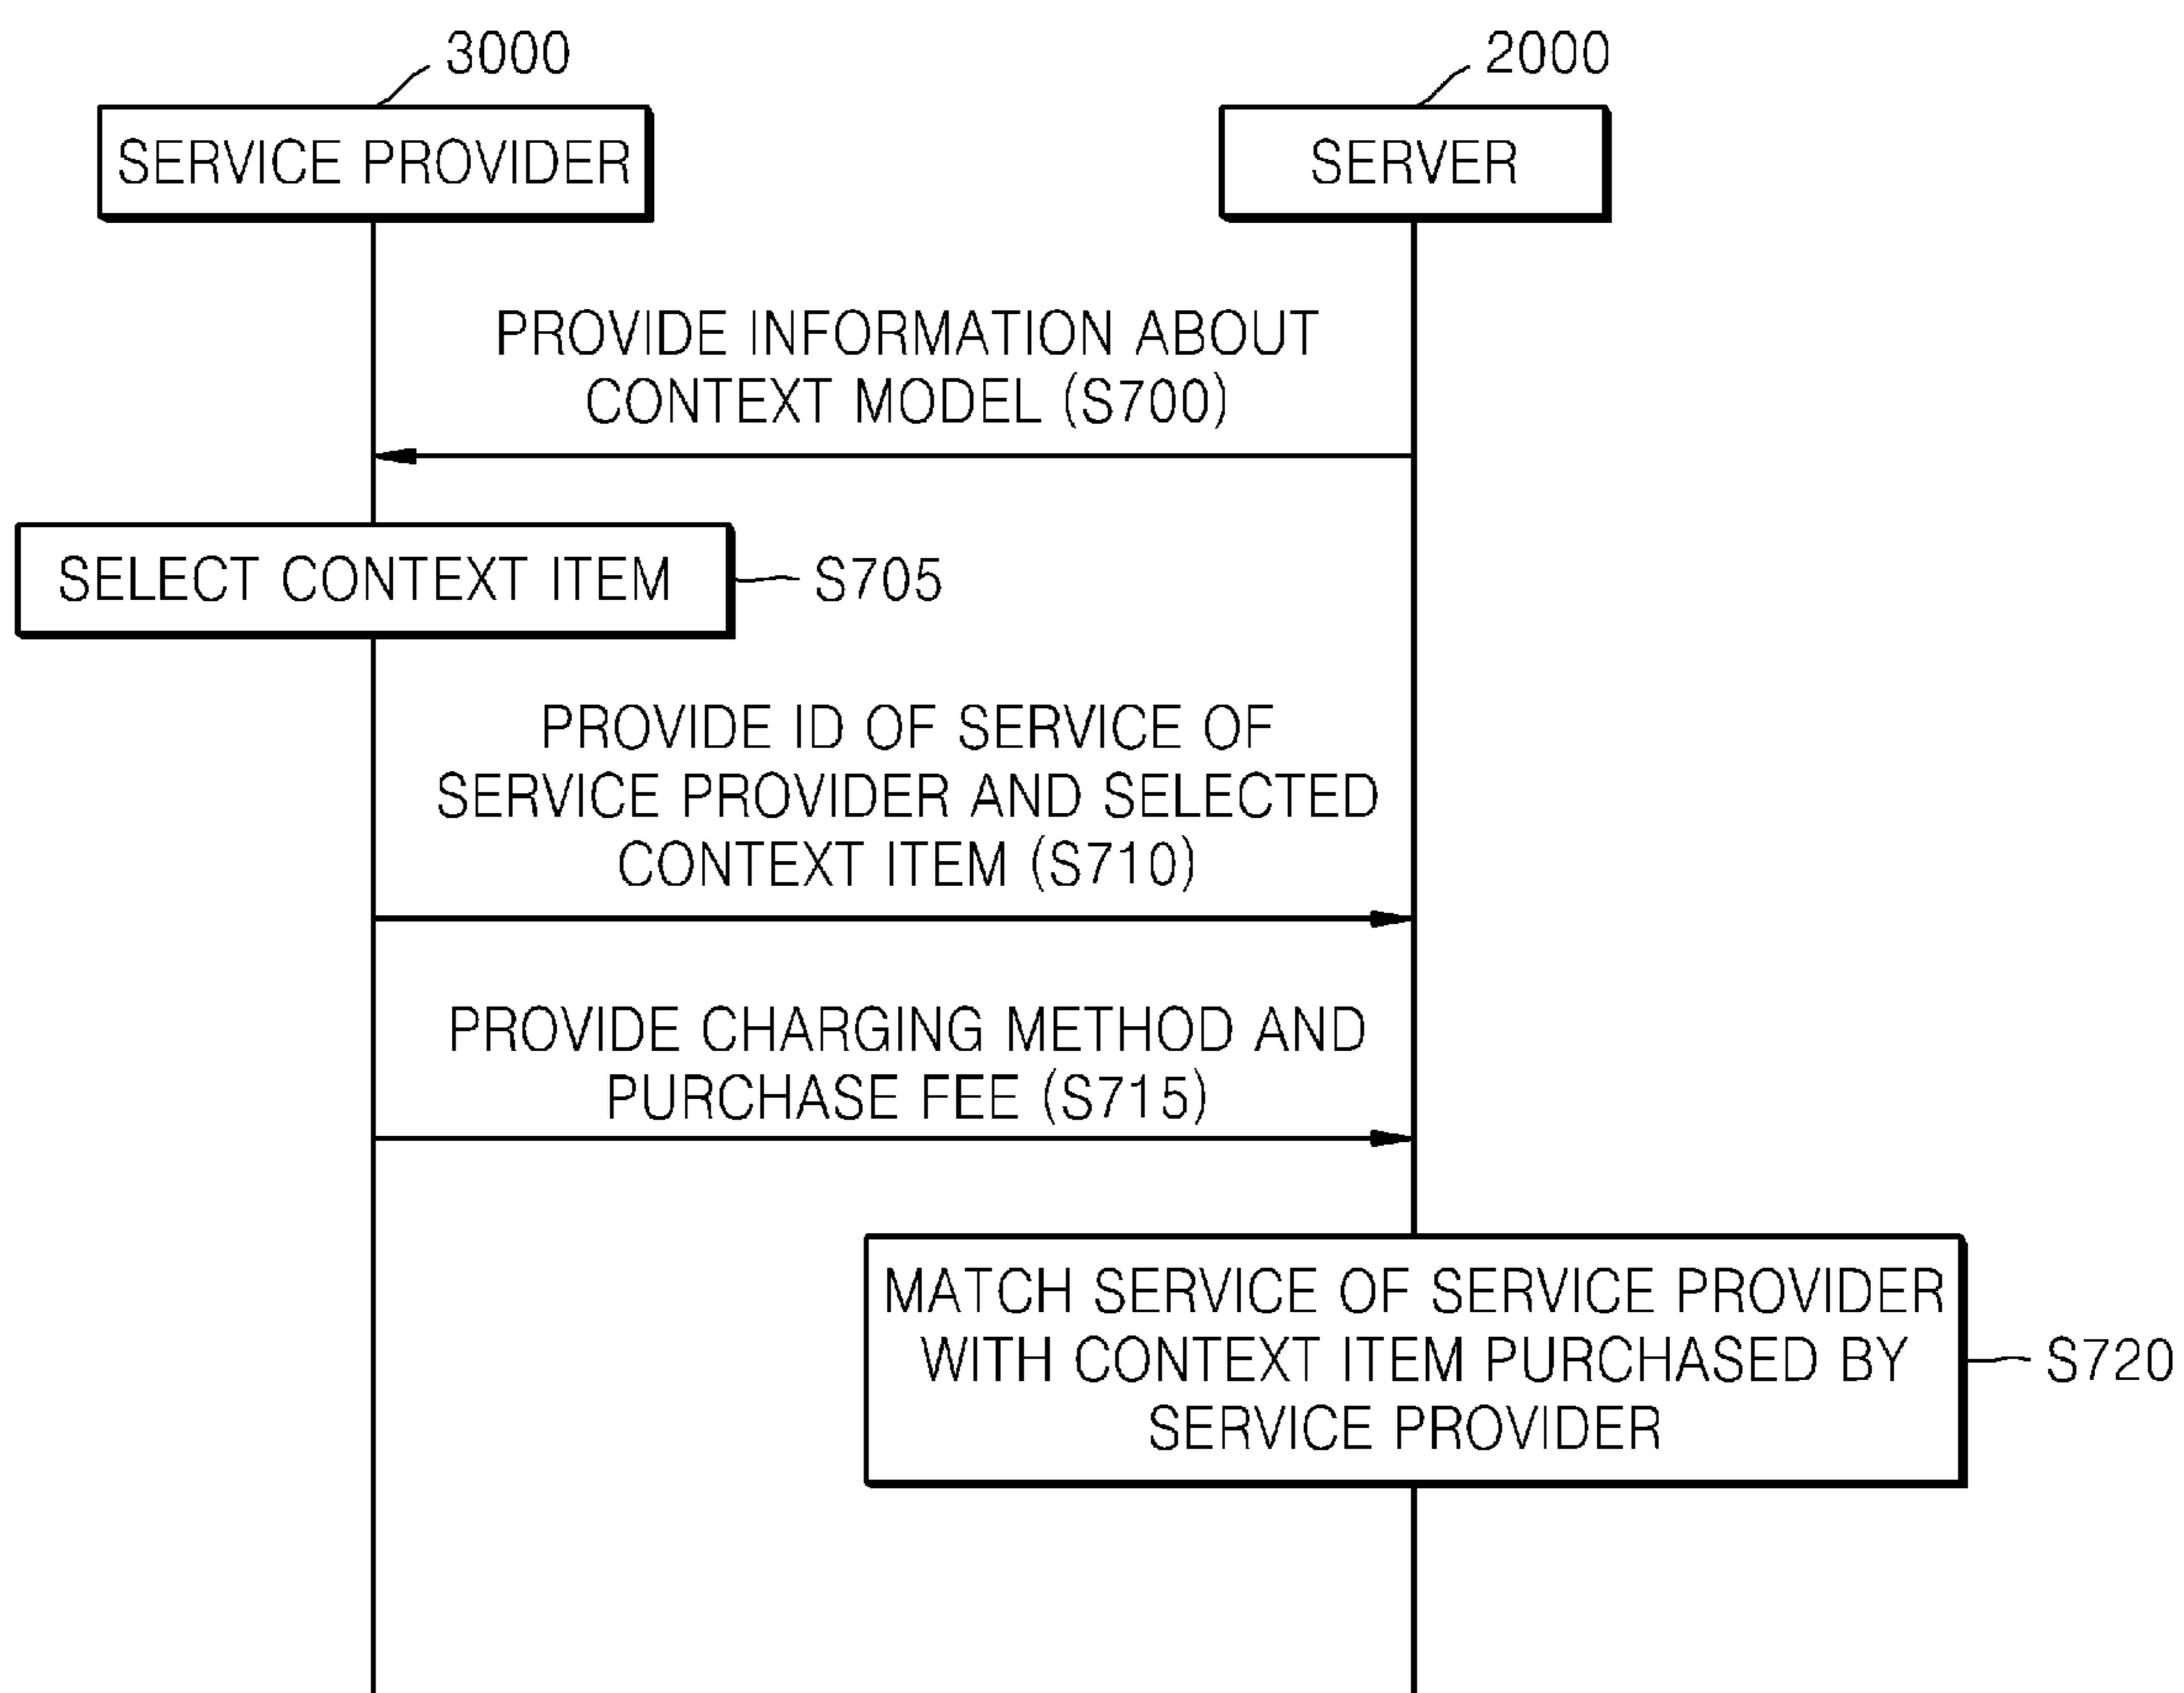 3000
2000
SERVICE PROVIDER
SERVER
PROVIDE INFORMATION ABOUT
CONTEXT MODEL (S700)
SELECT CONTEXT ITEM
S705
PROVIDE ID OF SERVICE OF
SERVICE PROVIDER AND SELECTED
CONTEXT ITEM (S710)
PROVIDE CHARGING METHOD AND
PURCHASE FEE (S715)
MATCH SERVICE OF SERVICE PROVIDER
WITH CONTEXT ITEM PURCHASED BY
SERVICE PROVIDER
S720